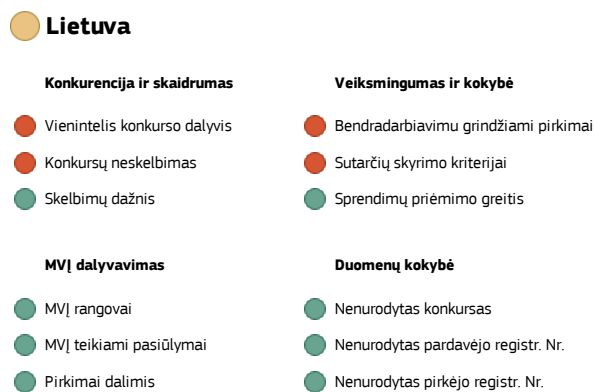 Lietuva
Konkurencija ir skaidrumas
Vienintelis konkurso dalyvis
Konkursų neskelbimas
Skelbimų dažnis
Veiksmingumas ir kokybė
Bendradarbiavimu grindžiami pirkimai
Sutarčių skyrimo kriterijai
Sprendimų priėmimo greitis
MVĮ dalyvavimas
MVĮ rangovai
MVĮ teikiami pasiūlymai
Pirkimai dalimis
Duomenų kokybė
Nenurodytas konkursas
Nenurodytas pardavėjo registr. Nr.
Nenurodytas pirkėjo registr. Nr.